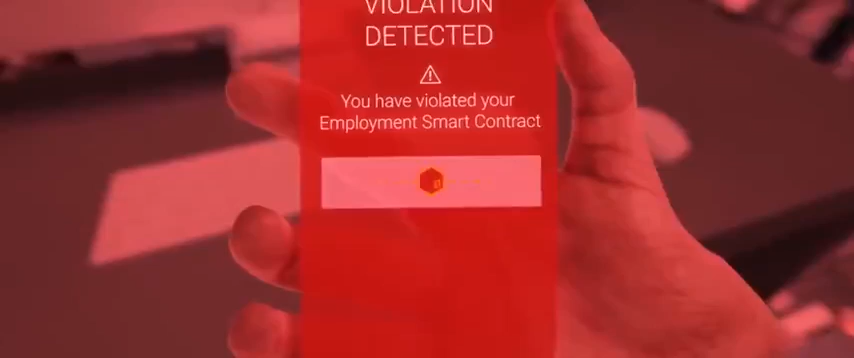 VIOLATION
DETECTED
You have violated your
Employment Smart Contract